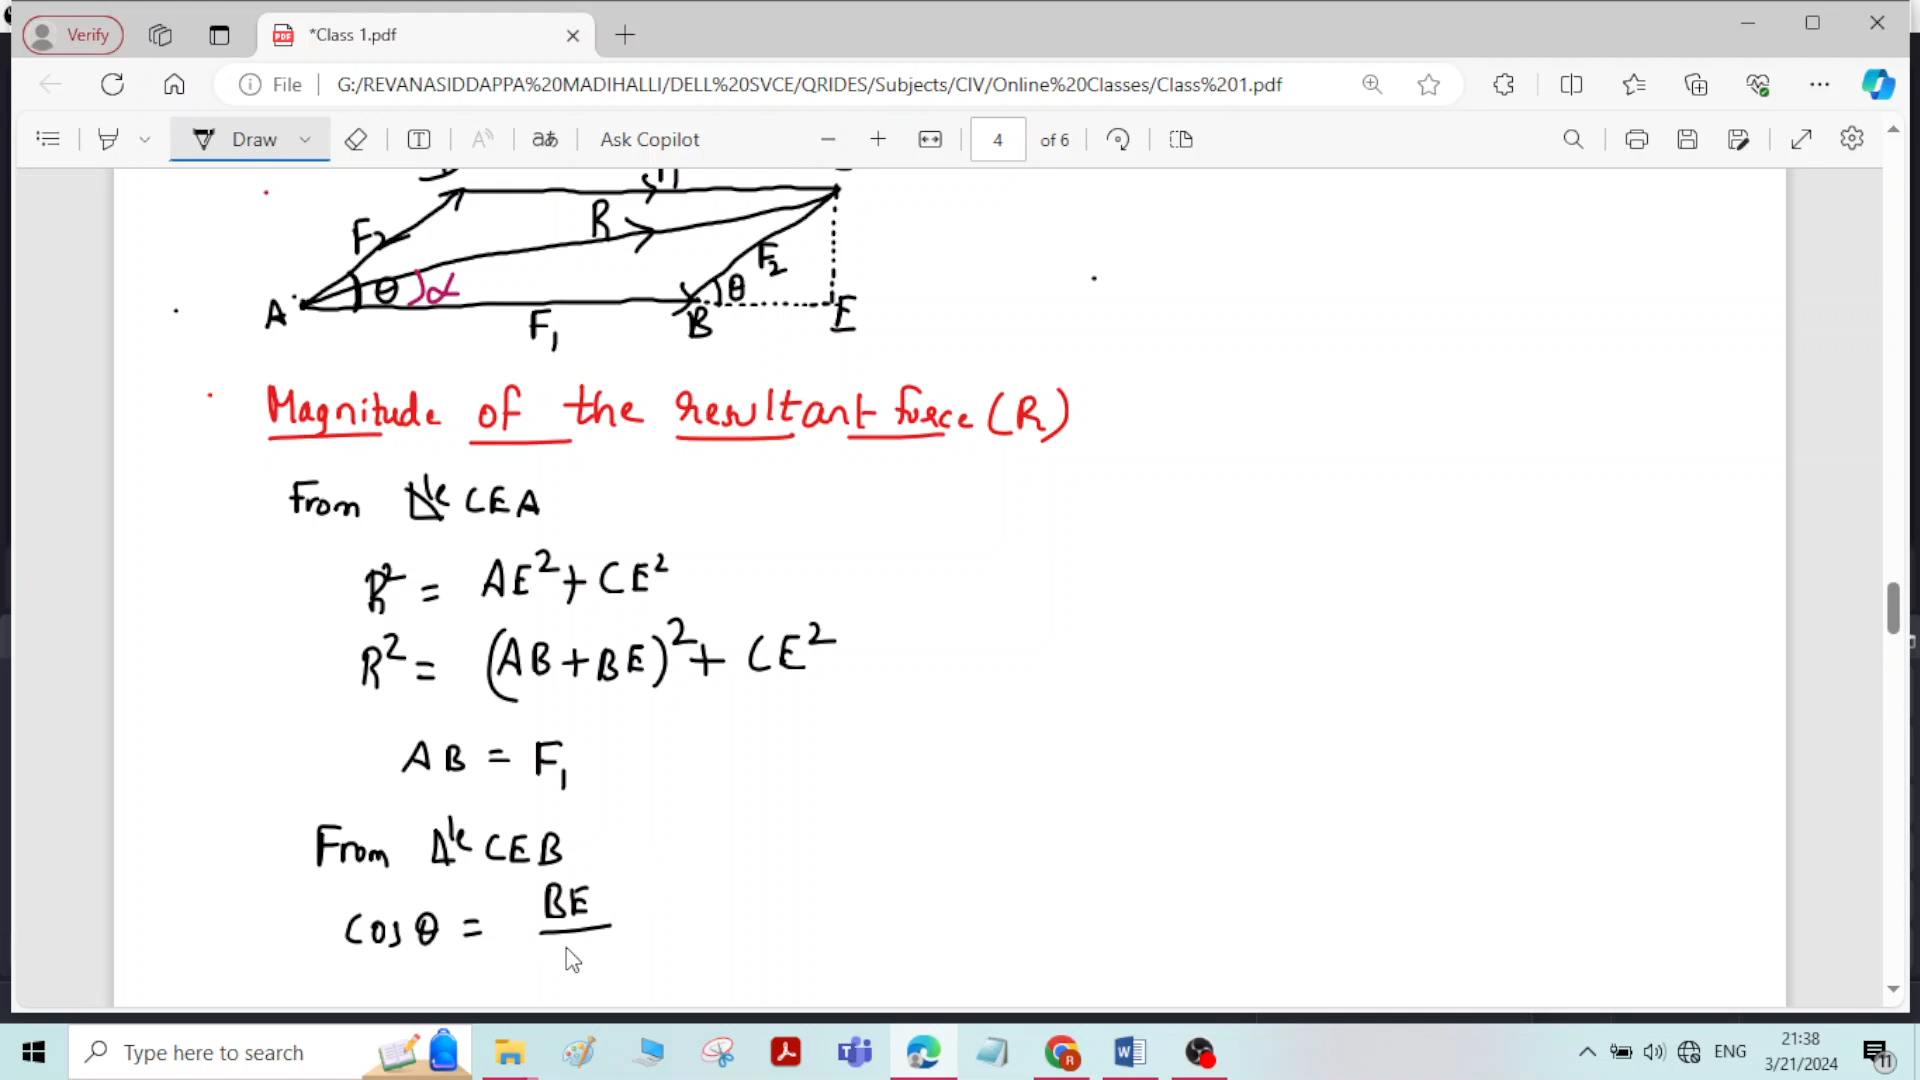 Verify
*Class 1.pdf
File
G:/REVANASIDDAPPA%20MADIHALLI/DELL%20SVCE/QRIDES/Subjects/CIV/Online%20Classes/Class%201.pdf
Draw
aあ
Ask Copilot
4 of 6
F2
R
F2
θ α
θ
A
F1
B
E
Magnitude of the resultant force (R)
From Δle CEA
R² = AE² + CE²
R² = (AB + BE)² + CE²
AB = F1
From Δle CEB
Cos θ = BE
Type here to search
ENG
21:38
3/21/2024
11